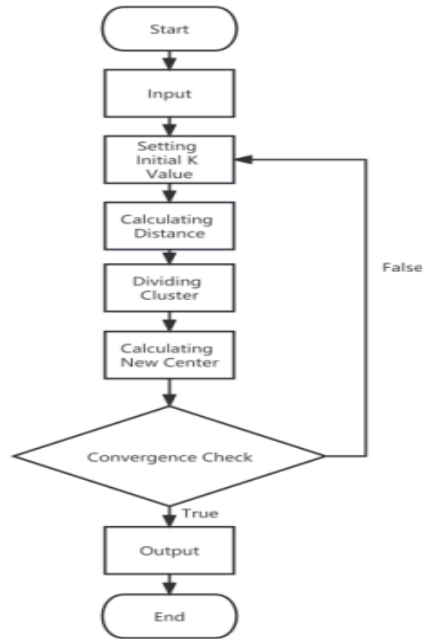 Start
Input
Setting
Initial K
Value
Calculating
Distance
Dividing
Cluster
Calculating
New Center
Convergence Check
False
True
Output
End